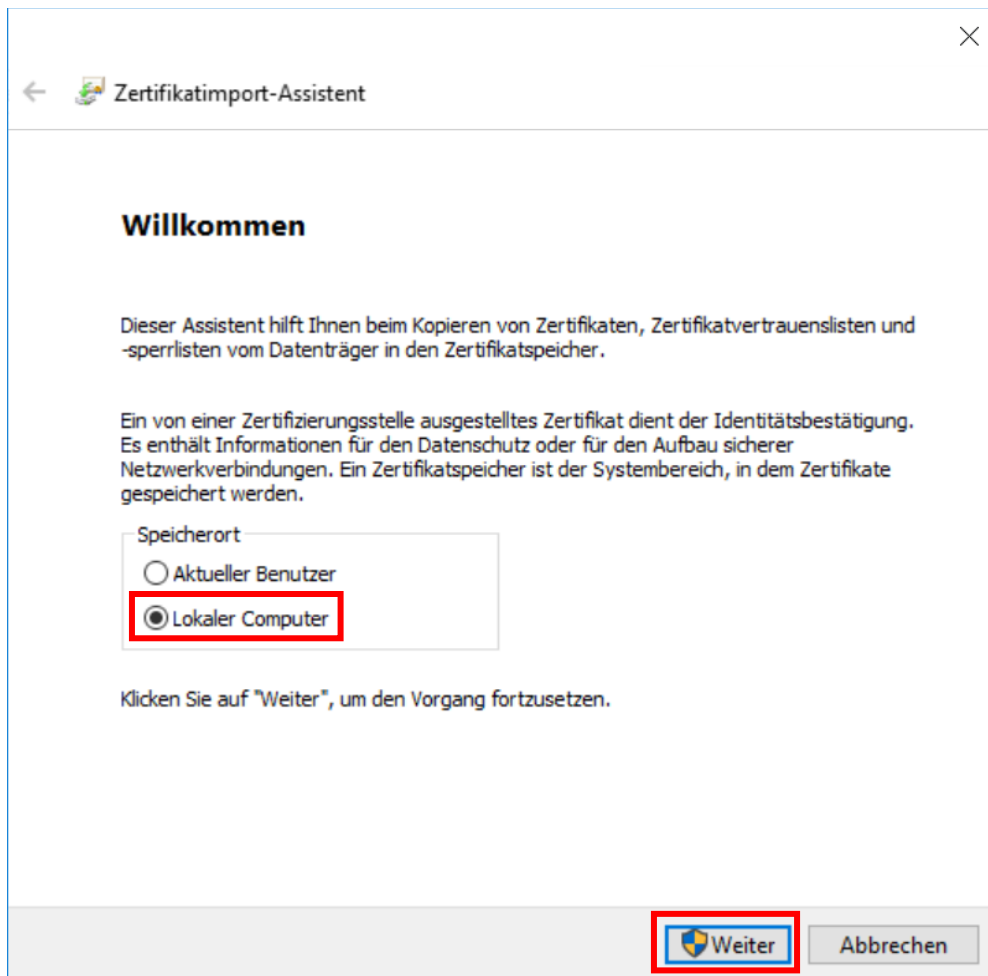 Zertifikatimport-Assistent
Willkommen
Dieser Assistent hilft Ihnen beim Kopieren von Zertifikaten, Zertifikatvertrauenslisten und
-sperrlisten vom Datenträger in den Zertifikatspeicher.
Ein von einer Zertifizierungsstelle ausgestelltes Zertifikat dient der Identitätsbestätigung.
Es enthält Informationen für den Datenschutz oder für den Aufbau sicherer
Netzwerkverbindungen. Ein Zertifikatspeicher ist der Systembereich, in dem Zertifikate
gespeichert werden.
Speicherort
Aktueller Benutzer
Lokaler Computer
Klicken Sie auf "Weiter", um den Vorgang fortzusetzen.
Weiter Abbrechen